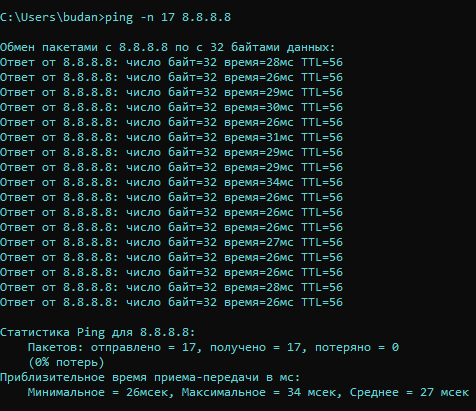 C:\Users\budan>ping -n 17 8.8.8.8
Обмен пакетами с 8.8.8.8 по с 32 байтами данных:
Ответ от 8.8.8.8: число байт=32 время=28мс TTL=56
Ответ от 8.8.8.8: число байт=32 время=26мс TTL=56
Ответ от 8.8.8.8: число байт=32 время=29мс TTL=56
Ответ от 8.8.8.8: число байт=32 время=30мс TTL=56
Ответ от 8.8.8.8: число байт=32 время=26мс TTL=56
Ответ от 8.8.8.8: число байт=32 время=31мс TTL=56
Ответ от 8.8.8.8: число байт=32 время=29мс TTL=56
Ответ от 8.8.8.8: число байт=32 время=29мс TTL=56
Ответ от 8.8.8.8: число байт=32 время=34мс TTL=56
Ответ от 8.8.8.8: число байт=32 время=26мс TTL=56
Ответ от 8.8.8.8: число байт=32 время=26мс TTL=56
Ответ от 8.8.8.8: число байт=32 время=26мс TTL=56
Ответ от 8.8.8.8: число байт=32 время=27мс TTL=56
Ответ от 8.8.8.8: число байт=32 время=26мс TTL=56
Ответ от 8.8.8.8: число байт=32 время=26мс TTL=56
Ответ от 8.8.8.8: число байт=32 время=28мс TTL=56
Ответ от 8.8.8.8: число байт=32 время=26мс TTL=56
Статистика Ping для 8.8.8.8:
Пакетов: отправлено = 17, получено = 17, потеряно = 0
(0% потерь)
Приблизительное время приема-передачи в мс:
Минимальное = 26мсек, Максимальное = 34 мсек, Среднее = 27 мсек